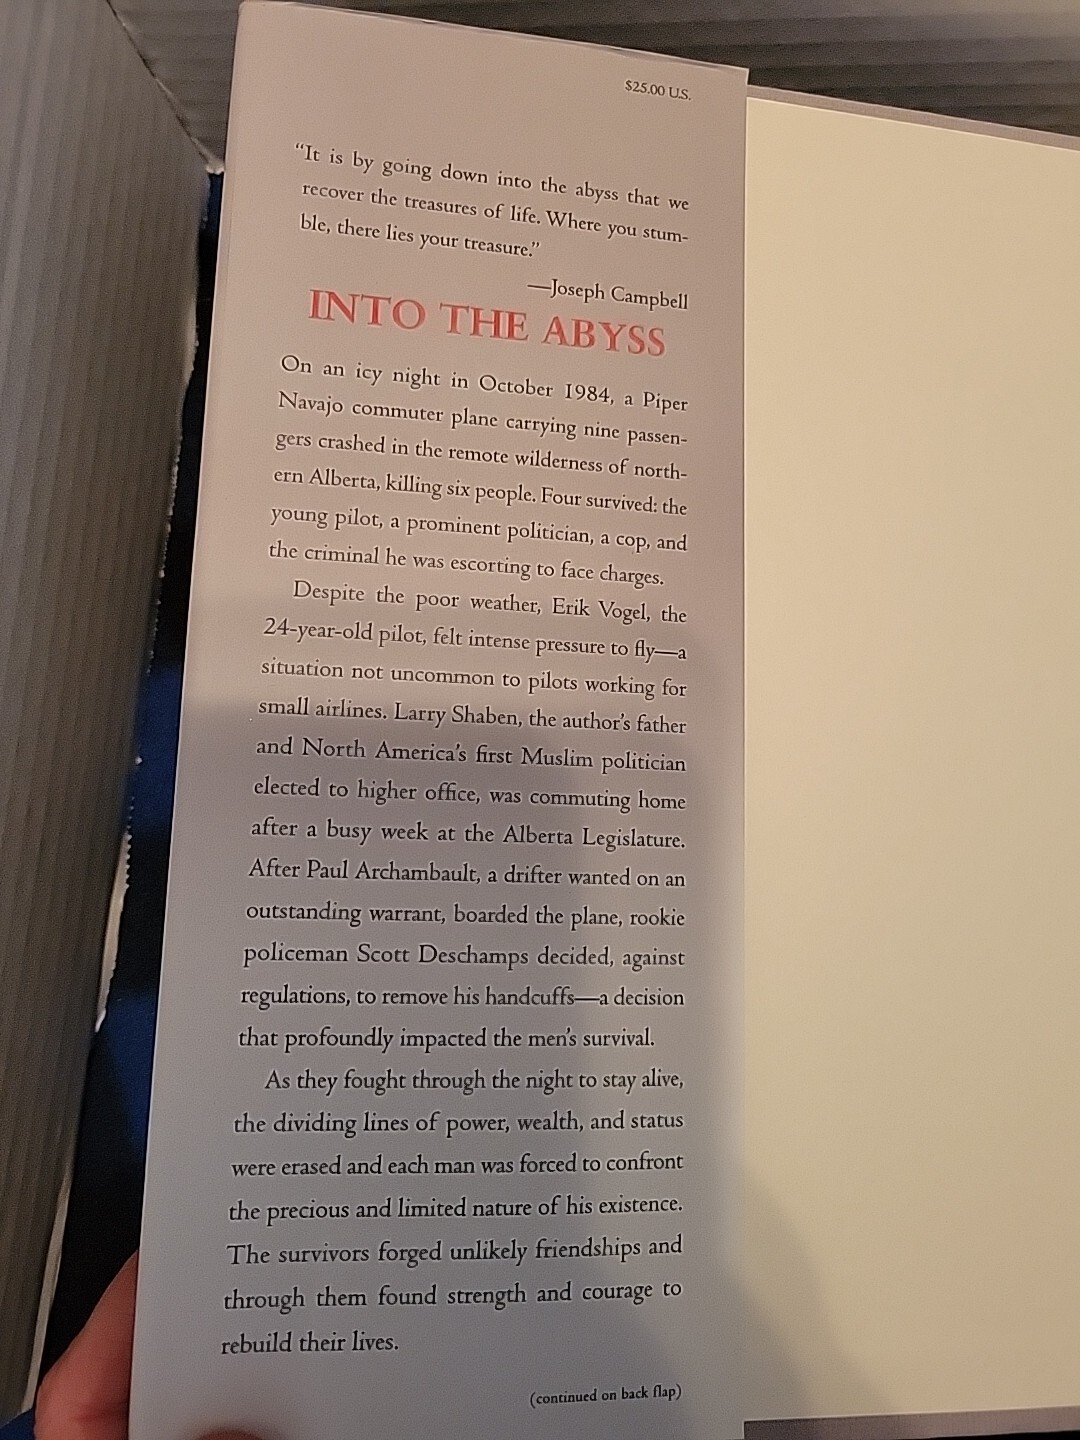 $25.00 U.S.
“It is by going down into the abyss that we
recover the treasures of life. Where you stum-
ble, there lies your treasure.”
—Joseph Campbell
INTO THE ABYSS
On an icy night in October 1984, a Piper
Navajo commuter plane carrying nine passen-
gers crashed in the remote wilderness of north-
ern Alberta, killing six people. Four survived: the
young pilot, a prominent politician, a cop, and
the criminal he was escorting to face charges.
Despite the poor weather, Erik Vogel, the
24-year-old pilot, felt intense pressure to fly—a
situation not uncommon to pilots working for
small airlines. Larry Shaben, the author's father
and North America's first Muslim politician
elected to higher office, was commuting home
after a busy week at the Alberta Legislature.
After Paul Archambault, a drifter wanted on an
outstanding warrant, boarded the plane, rookie
policeman Scott Deschamps decided, against
regulations, to remove his handcuffs—a decision
that profoundly impacted the men's survival.
As they fought through the night to stay alive,
the dividing lines of power, wealth, and status
were erased and each man was forced to confront
the precious and limited nature of his existence.
The survivors forged unlikely friendships and
through them found strength and courage to
rebuild their lives.
(continued on back flap)